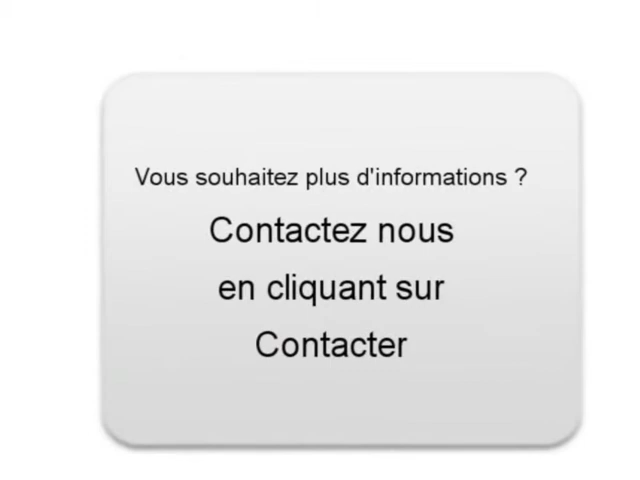 Vous souhaitez plus d'informations ?
Contactez nous
en cliquant sur
Contacter